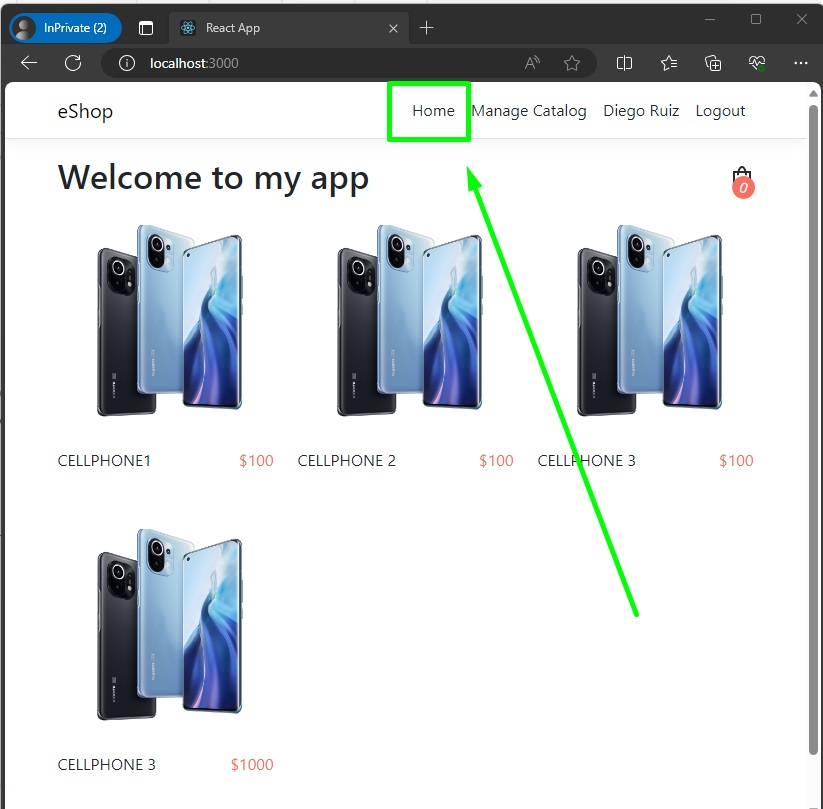 InPrivate (2)
React App
localhost:3000
eShop
Home
Manage Catalog
Diego Ruiz
Logout
Welcome to my app
0
CELLPHONE1 $100
CELLPHONE 2 $100
CELLPHONE 3 $100
CELLPHONE 3 $1000